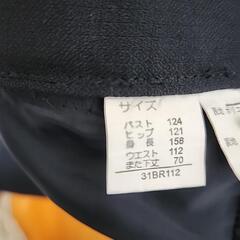 サイズ
バスト 124
ヒップ 121
身長 158
ウエスト 112
また下丈 70
31BR112